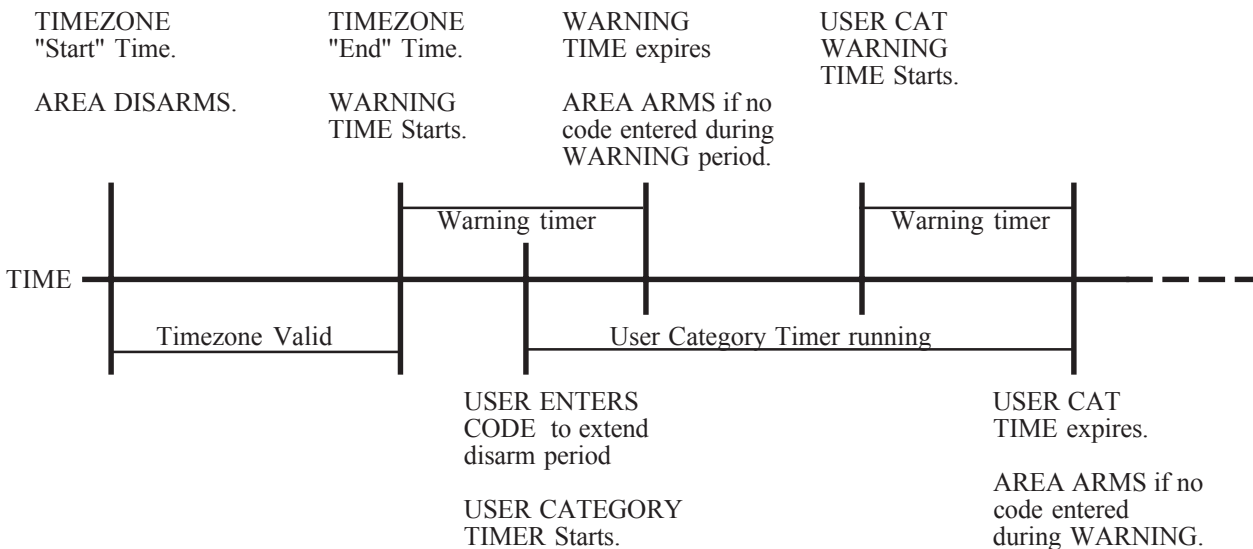 TIMEZONE
"Start" Time.
AREA DISARMS.
TIMEZONE
"End" Time.
WARNING
TIME Starts.
WARNING
TIME expires
AREA ARMS if no
code entered during
WARNING period.
USER CAT
WARNING
TIME Starts.
Warning timer
Warning timer
TIME
Timezone Valid
User Category Timer running
USER ENTERS
CODE to extend
disarm period
USER CATEGORY
TIMER Starts.
USER CAT
TIME expires.
AREA ARMS if no
code entered
during WARNING.